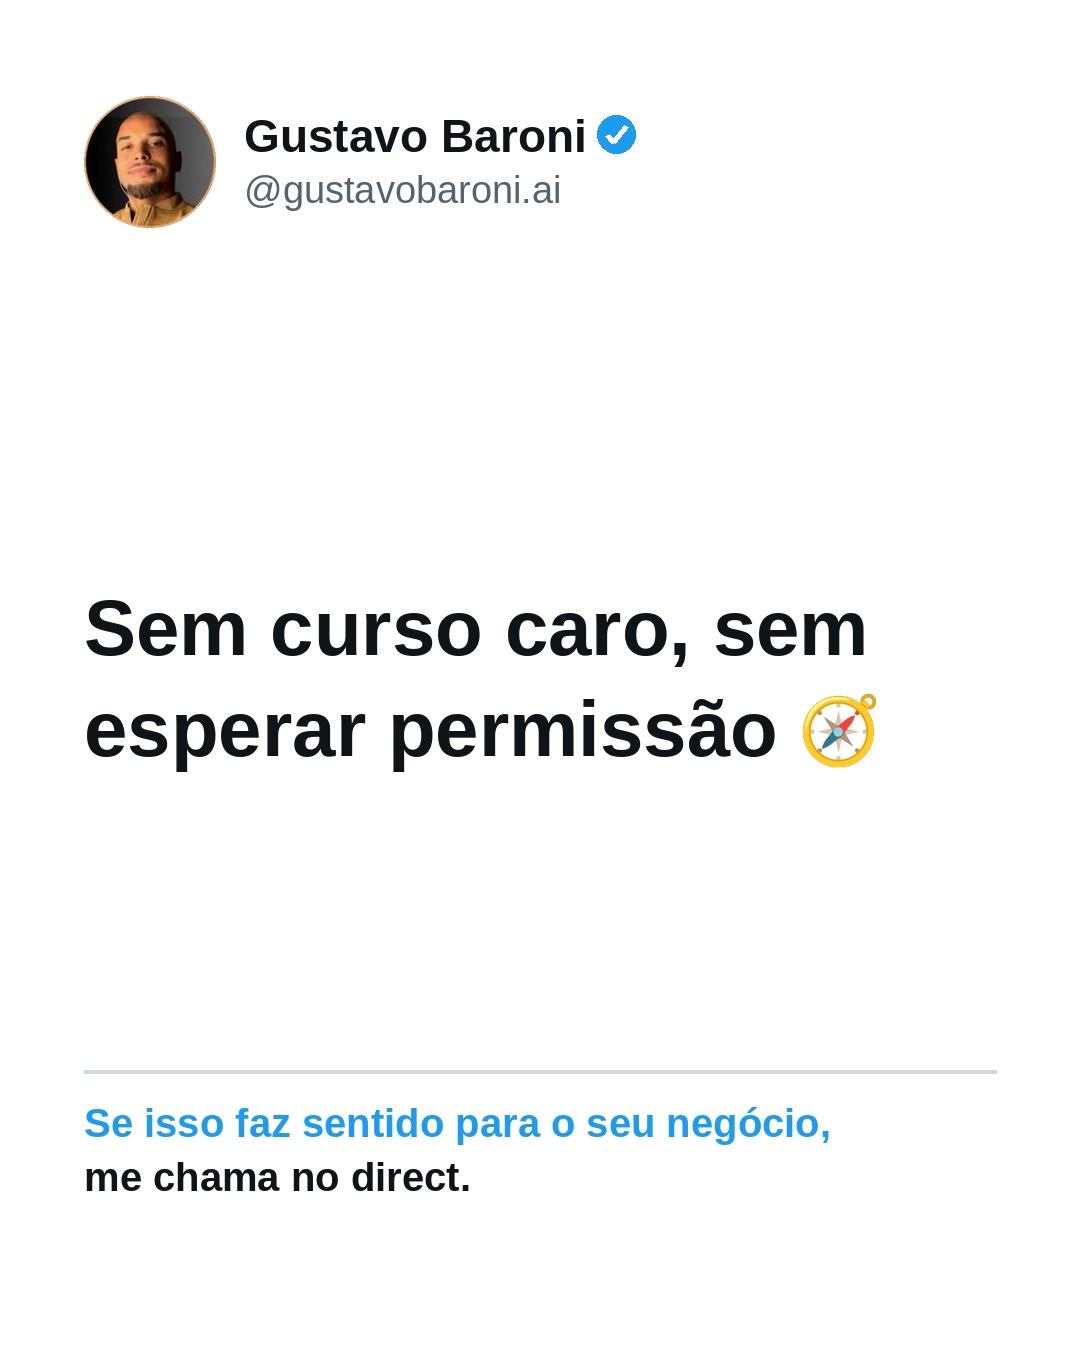 Gustavo Baroni
@gustavobaroni.ai
Sem curso caro, sem
esperar permissão 🧭
Se isso faz sentido para o seu negócio,
me chama no direct.